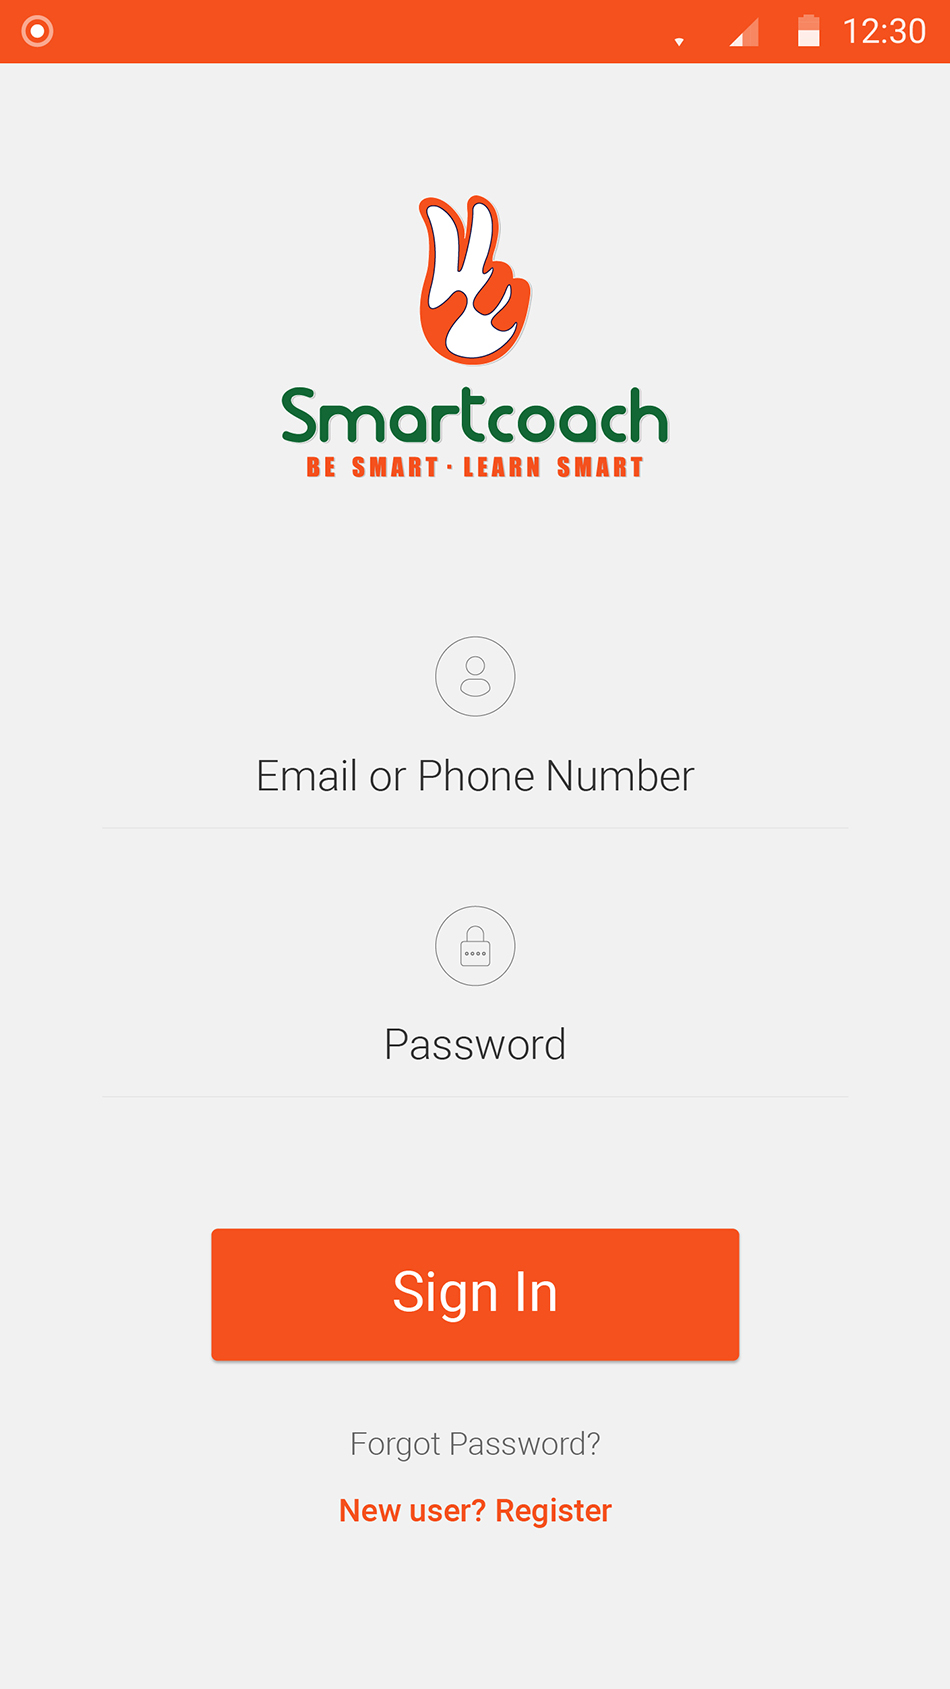 12:30
Smartcoach
BE SMART · LEARN SMART
Email or Phone Number
Password
Sign In
Forgot Password?
New user? Register